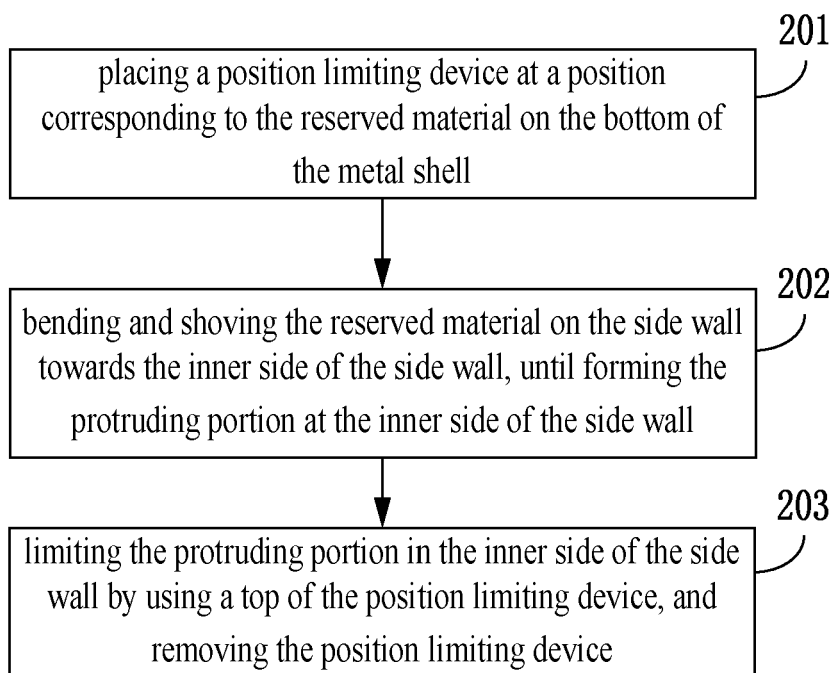 201
placing a position limiting device at a position
corresponding to the reserved material on the bottom of
the metal shell
202
bending and shoving the reserved material on the side wall
towards the inner side of the side wall, until forming the
protruding portion at the inner side of the side wall
203
limiting the protruding portion in the inner side of the side
wall by using a top of the position limiting device, and
removing the position limiting device